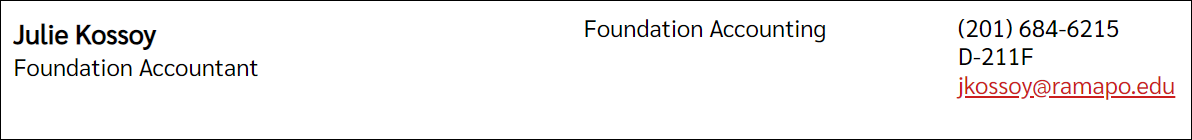 Julie Kossoy
Foundation Accountant
Foundation Accounting
(201) 684-6215
D-211F
jkossoy@ramapo.edu